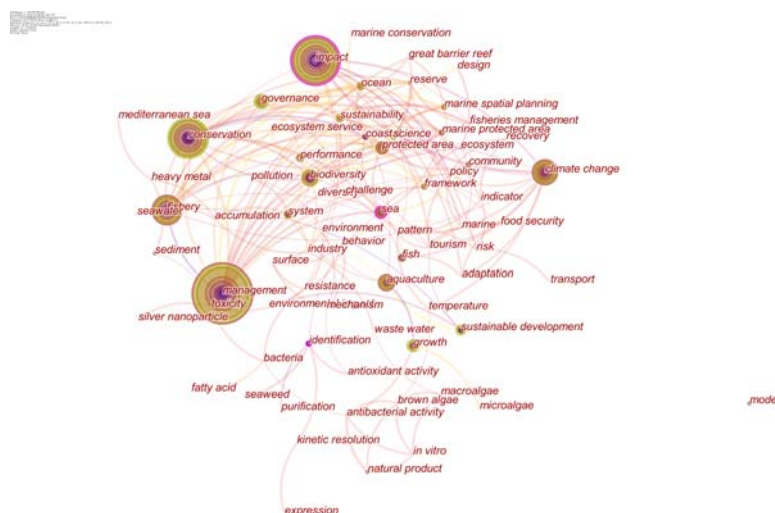 marine conservation
impact
great barrier reef
design
ocean
reserve
governance
marine spatial planning
mediterranean sea
sustainability
fisheries management
conservation
ecosystem service
coast
science
marine protected area
recovery
protected area
ecosystem
performance
community
climate change
heavy metal
pollution
biodiversity
policy
diversity
challenge
framework
indicator
fishery
seawater
accumulation
system
sea
marine
food security
environment
pattern
behavior
tourism
risk
sediment
industry
surface
fish
adaptation
transport
management
resistance
aquaculture
toxicity
mechanism
temperature
silver nanoparticle
waste water
sustainable development
identification
growth
bacteria
antioxidant activity
fatty acid
seaweed
macroalgae
brown algae
microalgae
purification
antibacterial activity
mode
kinetic resolution
in vitro
natural product
expression